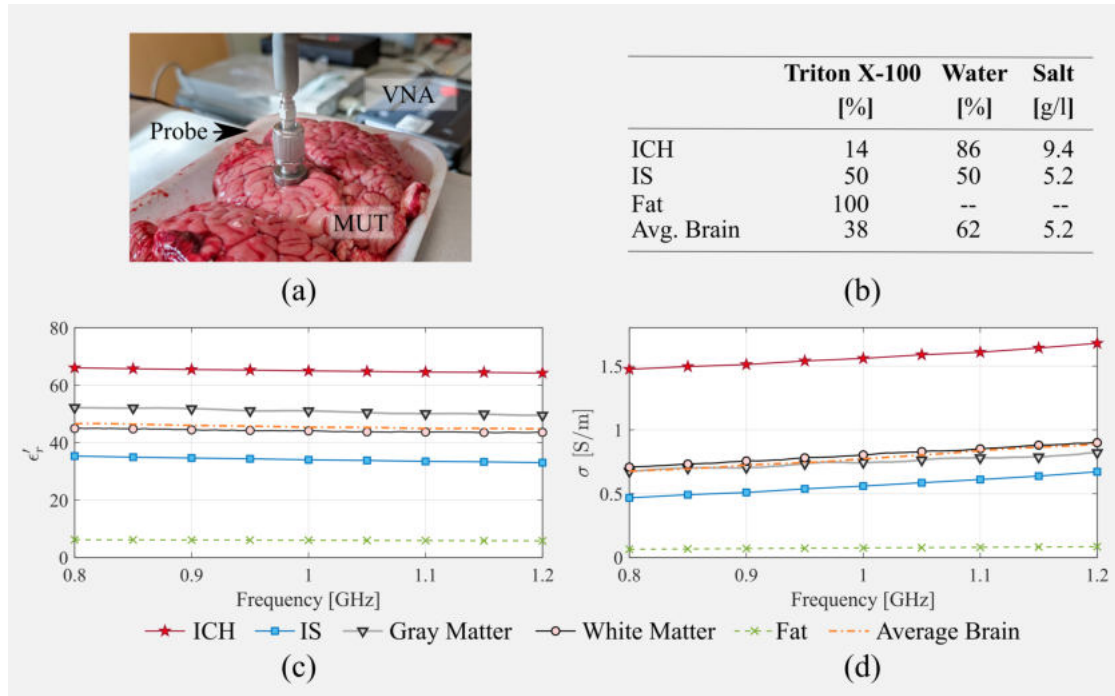 VNA
Probe
MUT
(a)
Triton X-100 Water Salt
[%] [%] [g/l]
ICH 14 86 9.4
IS 50 50 5.2
Fat 100 -- --
Avg. Brain 38 62 5.2
(b)
80
60
40
20
0
ϵ′r
0.8 0.9 1 1.1 1.2
Frequency [GHz]
1.5
1
0.5
0
σ [S/m]
0.8 0.9 1 1.1 1.2
Frequency [GHz]
ICH IS Gray Matter White Matter Fat Average Brain
(c) (d)